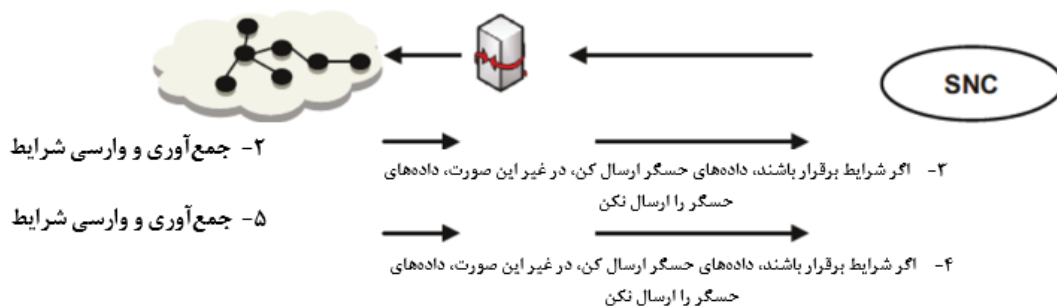 SNC
۲- جمع‌آوری و وارسی شرایط
۳- اگر شرایط برقرار باشند، داده‌های حسگر ارسال کن، در غیر این صورت، داده‌های
حسگر را ارسال نکن
۵- جمع‌آوری و وارسی شرایط
۴- اگر شرایط برقرار باشند، داده‌های حسگر ارسال کن، در غیر این صورت، داده‌های
حسگر را ارسال نکن